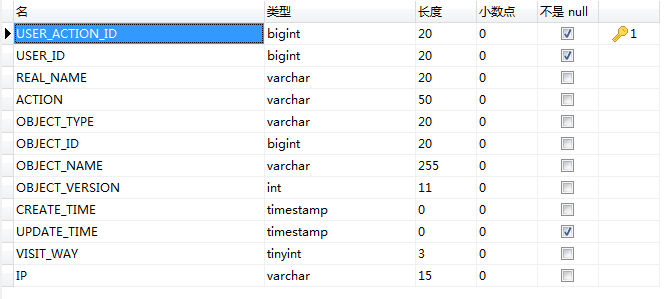 名 类型 长度 小数点 不是 null
USER_ACTION_ID bigint 20 0 1
USER_ID bigint 20 0
REAL_NAME varchar 20 0
ACTION varchar 50 0
OBJECT_TYPE varchar 20 0
OBJECT_ID bigint 20 0
OBJECT_NAME varchar 255 0
OBJECT_VERSION int 11 0
CREATE_TIME timestamp 0 0
UPDATE_TIME timestamp 0 0
VISIT_WAY tinyint 3 0
IP varchar 15 0